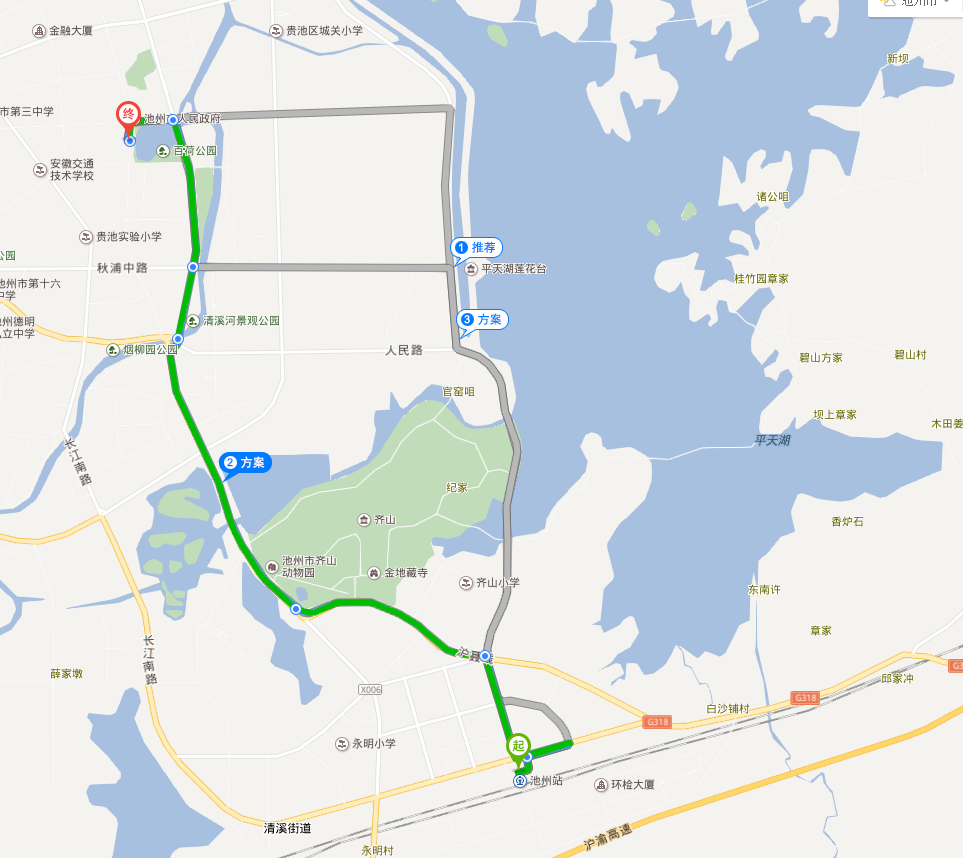 池州市
金融大厦
贵池区城关小学
新坝
市第三中学
终
池州市人民政府
百荷公园
安徽交通
技术学校
诸公咀
贵池实验小学
1 推荐
公园
秋浦中路
平天湖莲花台
桂竹园章家
池州市第十六
中学
3 方案
清溪河景观公园
州德明
私立中学
烟柳园公园
人民路
碧山方家
碧山村
官窑咀
坝上章家
木田姜
平天湖
长江南路
2 方案
纪家
齐山
香炉石
池州市齐山
动物园
金地藏寺
齐山小学
东南许
章家
长江南路
沪聂线
薛家墩
G3
邱家冲
X006
G318
白沙铺村
G318
永明小学
起
池州站
环检大厦
清溪街道
沪渝高速
永明村